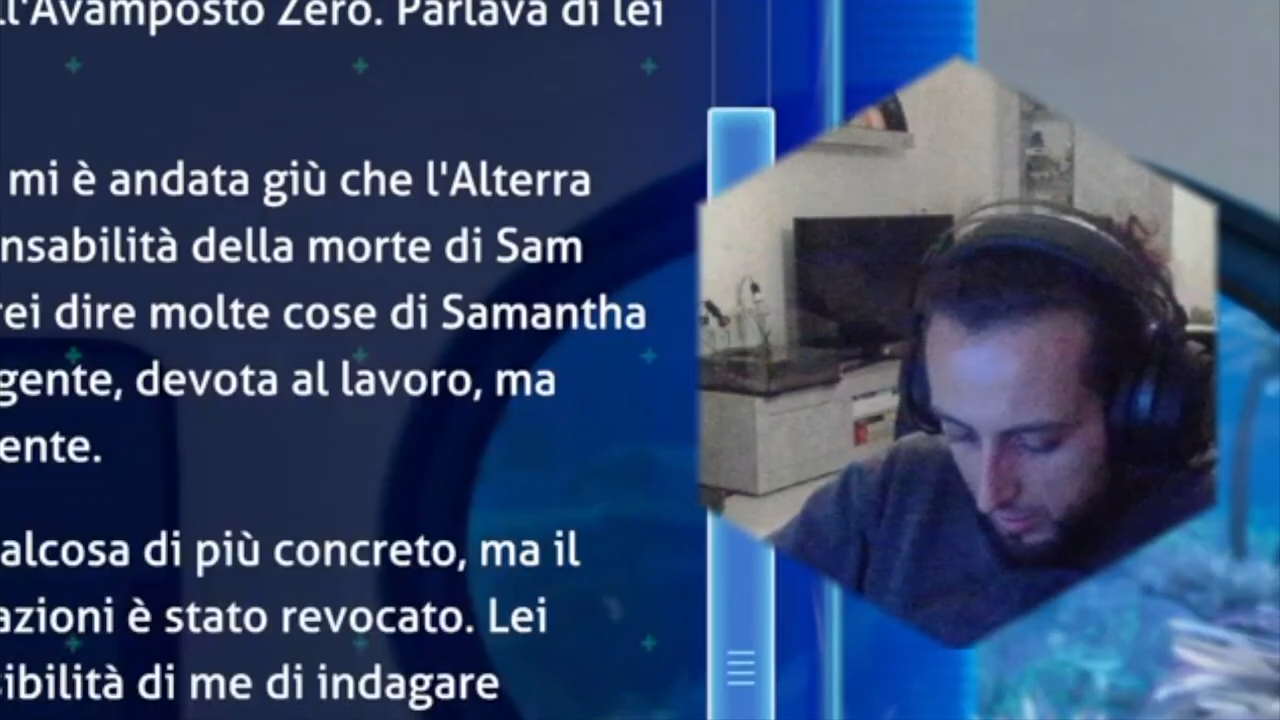 ll'Avamposto Zero. Parlava di lei
mi è andata giù che l'Alterra
nsabilità della morte di Sam
rei dire molte cose di Samantha
gente, devota al lavoro, ma
ente.
alcosa di più concreto, ma il
azioni è stato revocato. Lei
sibilità di me di indagare